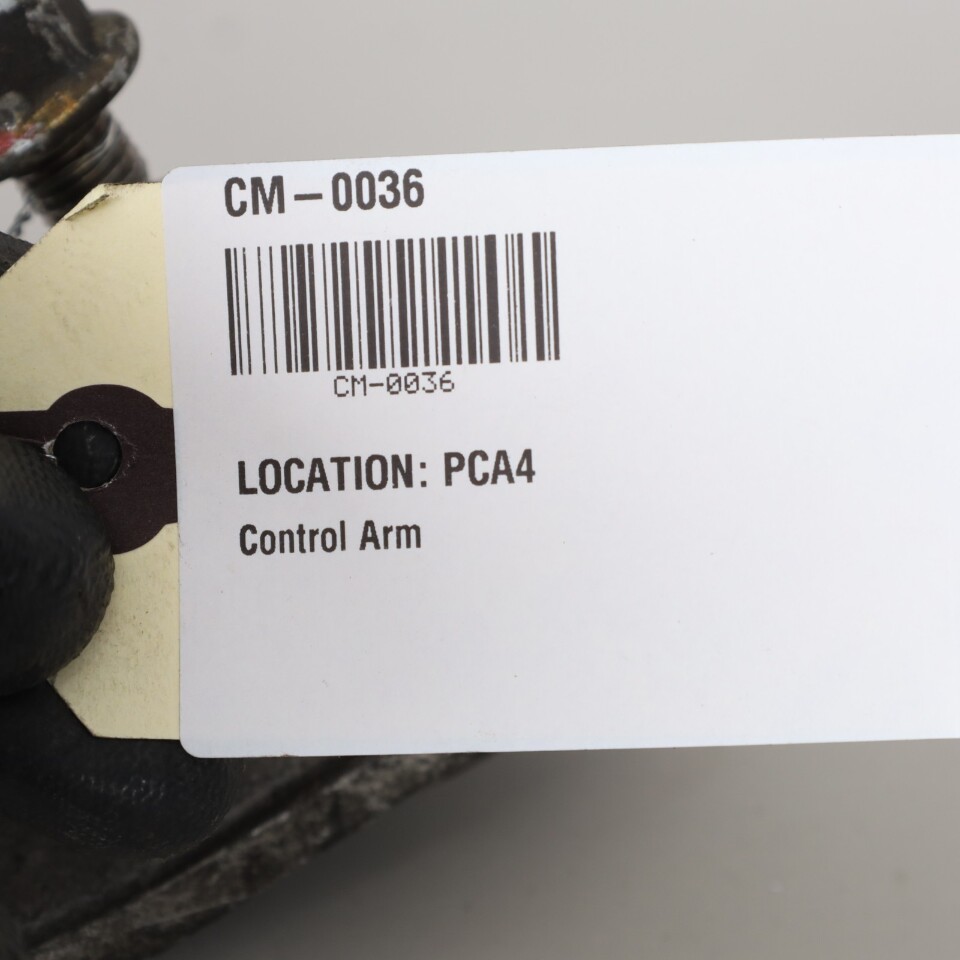 CM-0036
CM-0036
LOCATION: PCA4
Control Arm